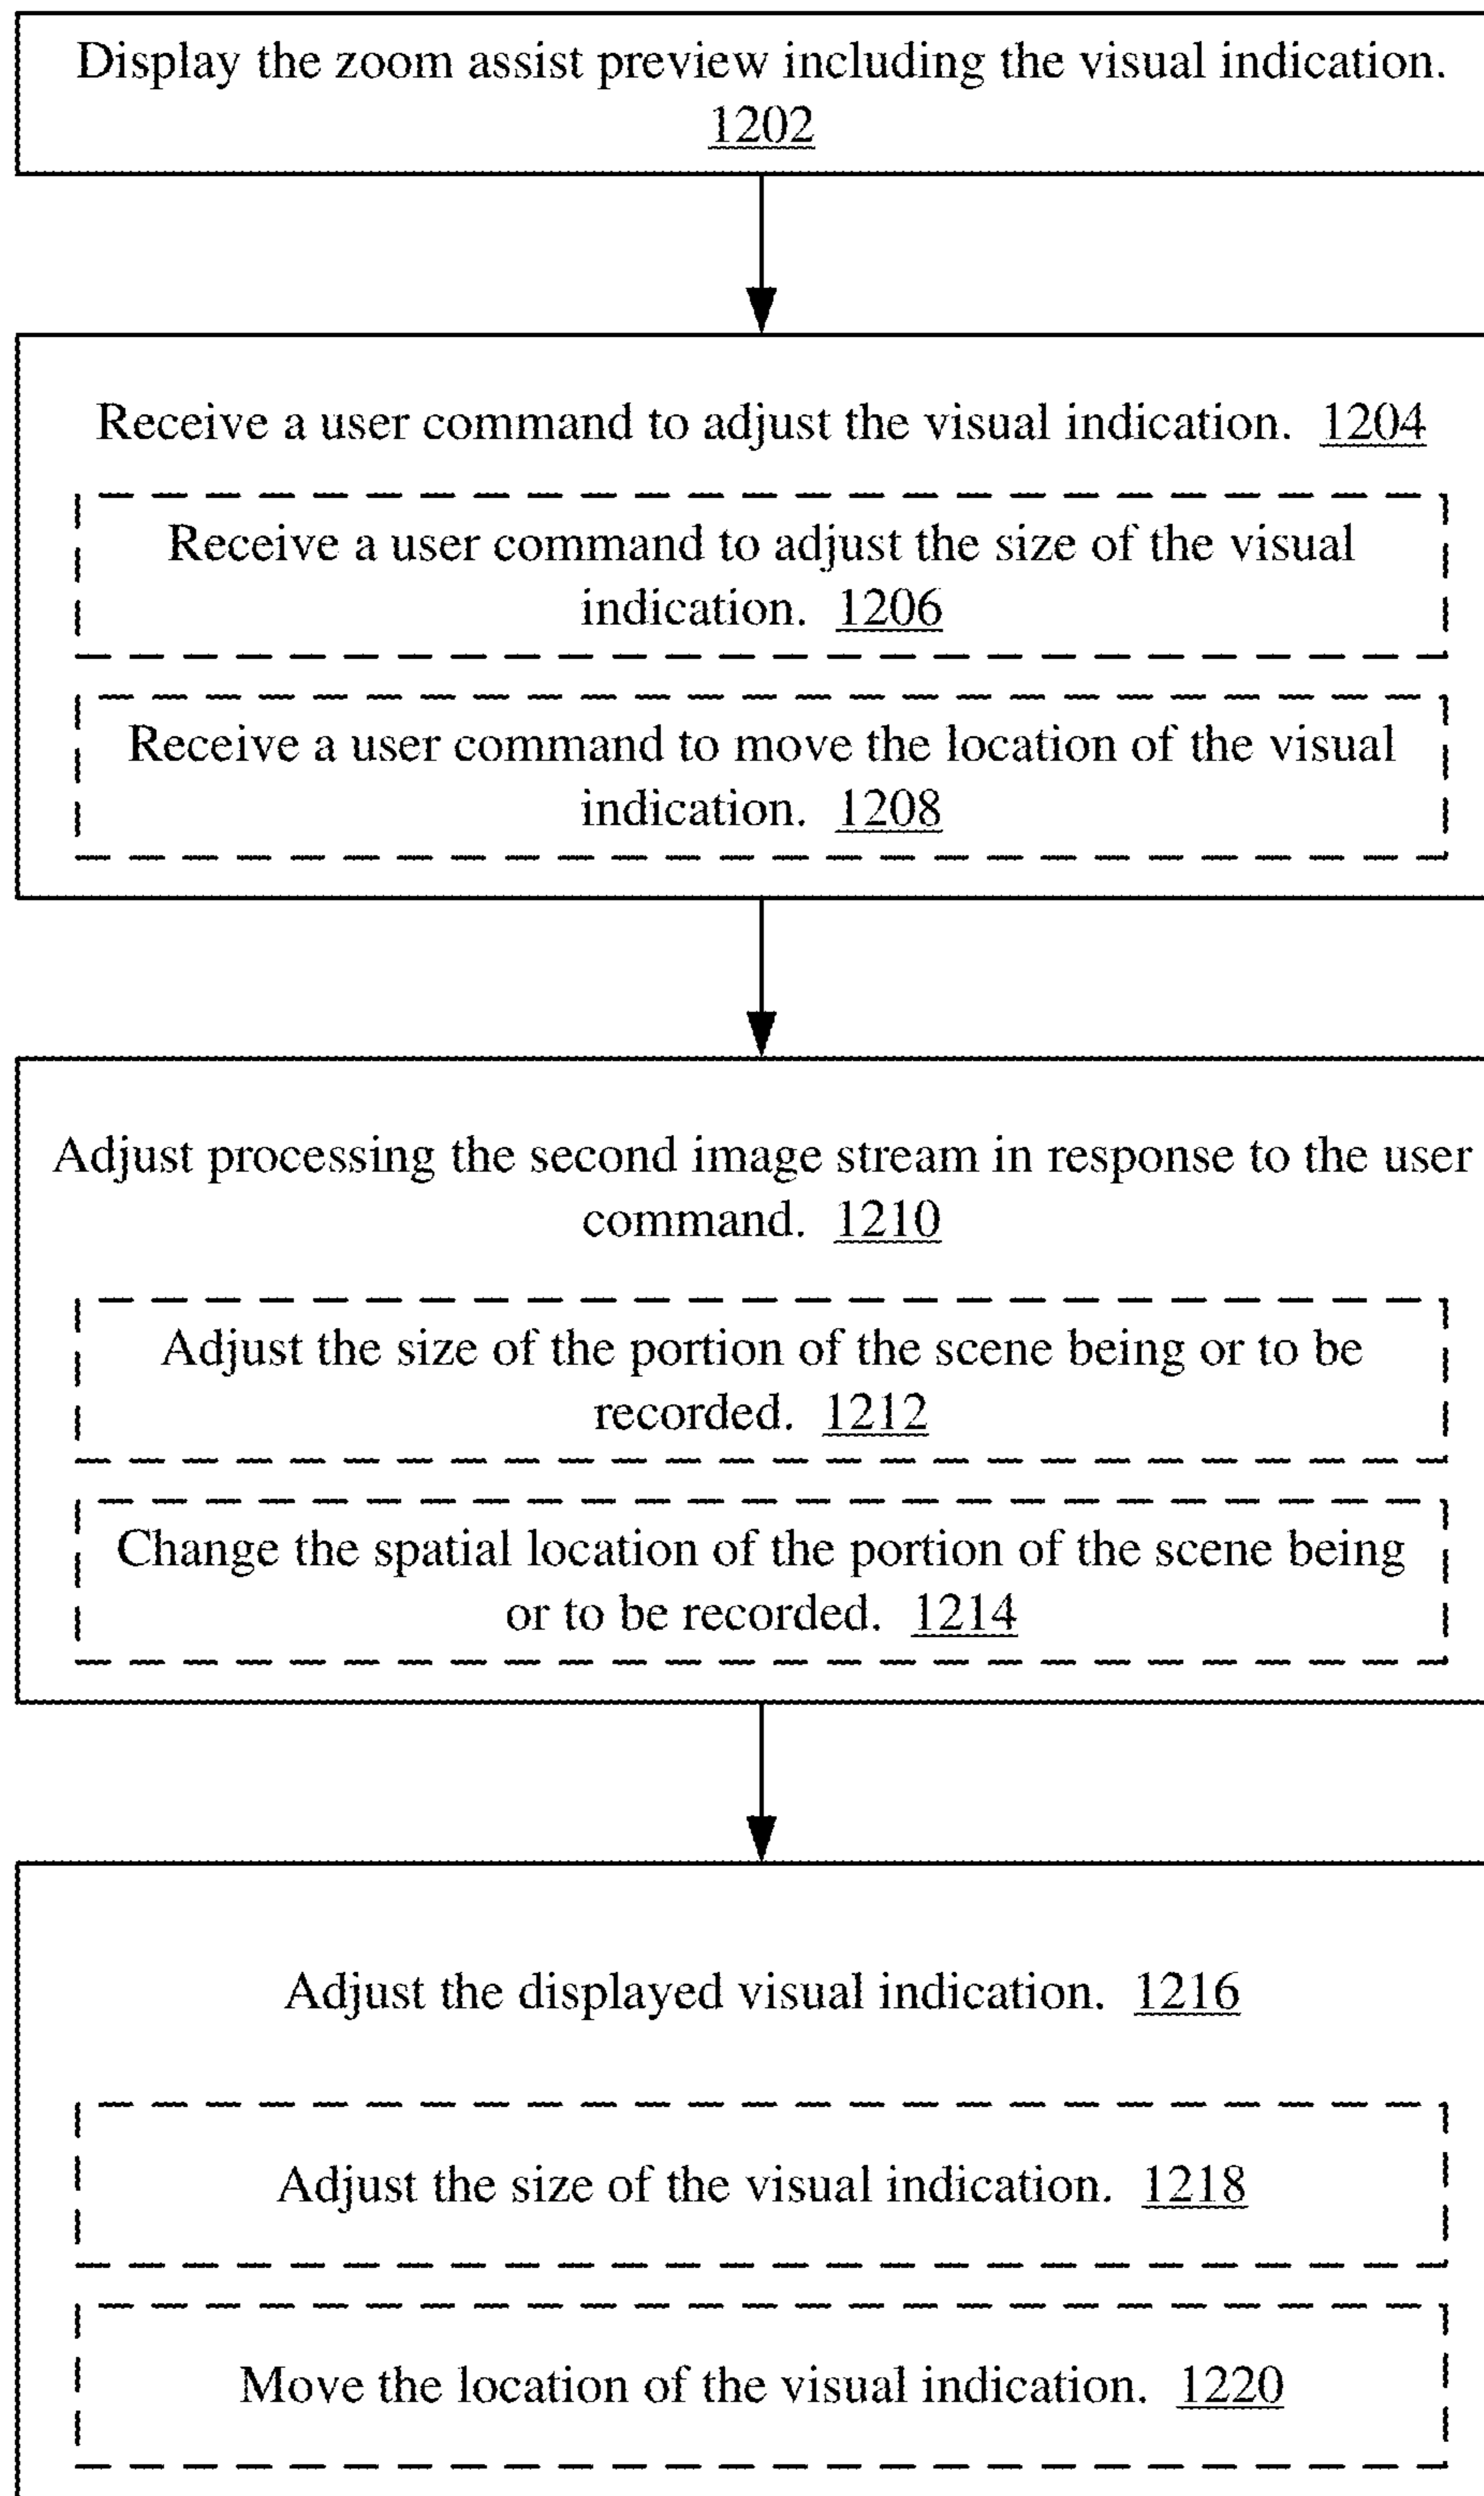 Display the zoom assist preview including the visual indication.
1202
Receive a user command to adjust the visual indication. 1204
Receive a user command to adjust the size of the visual
indication. 1206
Receive a user command to move the location of the visual
indication. 1208
Adjust processing the second image stream in response to the user
command. 1210
Adjust the size of the portion of the scene being or to be
recorded. 1212
Change the spatial location of the portion of the scene being
or to be recorded. 1214
Adjust the displayed visual indication. 1216
Adjust the size of the visual indication. 1218
Move the location of the visual indication. 1220